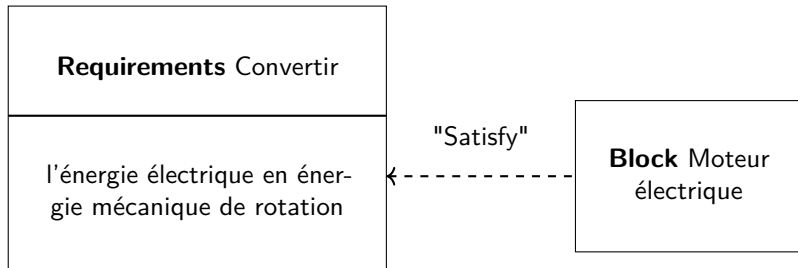 Requirements Convertir
l'énergie électrique en éner-
gie mécanique de rotation
"Satisfy"
Block Moteur
électrique